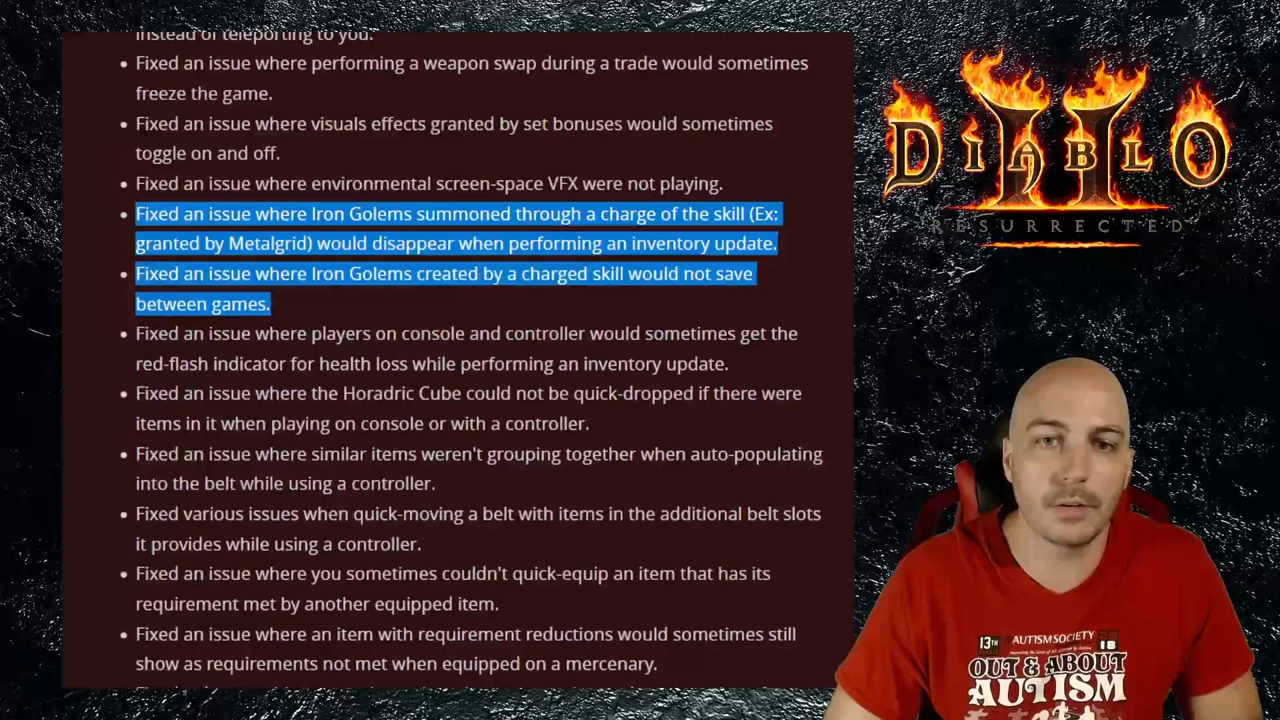 instead of teleporting to you.
• Fixed an issue where performing a weapon swap during a trade would sometimes
freeze the game.
• Fixed an issue where visuals effects granted by set bonuses would sometimes
toggle on and off.
• Fixed an issue where environmental screen-space VFX were not playing.
• Fixed an issue where Iron Golems summoned through a charge of the skill (Ex:
granted by Metalgrid) would disappear when performing an inventory update.
• Fixed an issue where Iron Golems created by a charged skill would not save
between games.
• Fixed an issue where players on console and controller would sometimes get the
red-flash indicator for health loss while performing an inventory update.
• Fixed an issue where the Horadric Cube could not be quick-dropped if there were
items in it when playing on console or with a controller.
• Fixed an issue where similar items weren't grouping together when auto-populating
into the belt while using a controller.
• Fixed various issues when quick-moving a belt with items in the additional belt slots
it provides while using a controller.
• Fixed an issue where you sometimes couldn't quick-equip an item that has its
requirement met by another equipped item.
• Fixed an issue where an item with requirement reductions would sometimes still
show as requirements not met when equipped on a mercenary.
DIABLO
II
RESURRECTED
13TH
AUTISM SOCIETY
OUT & ABOUT
AUTISM